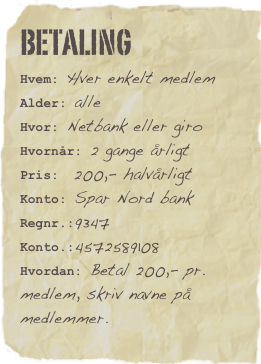 BETALING
Hvem: Hver enkelt medlem
Alder: alle
Hvor: Netbank eller giro
Hvornår: 2 gange årligt
Pris: 200,- halvårligt
Konto: Spar Nord bank
Regnr.:9347
Konto.:4572589108
Hvordan: Betal 200,- pr.
medlem, skriv navne på
medlemmer.